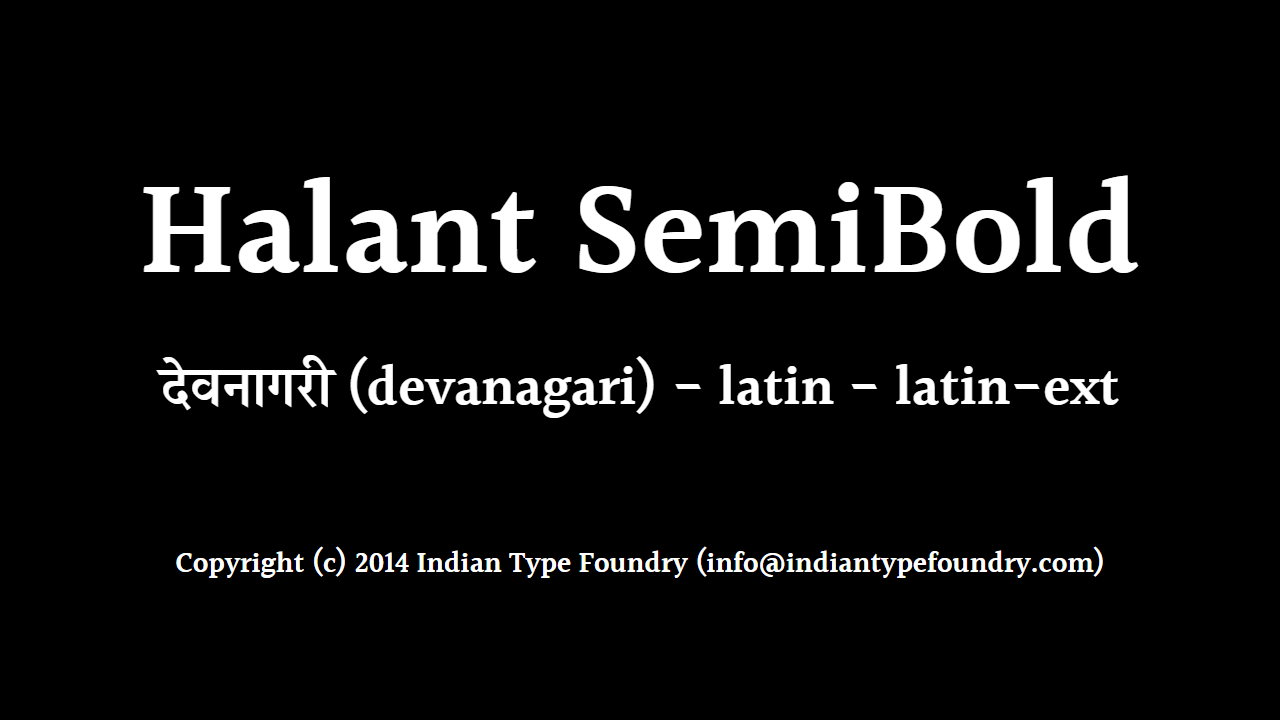 Halant SemiBold
देवनागरी (devanagari) - latin - latin-ext
Copyright (c) 2014 Indian Type Foundry (info@indiantypefoundry.com)